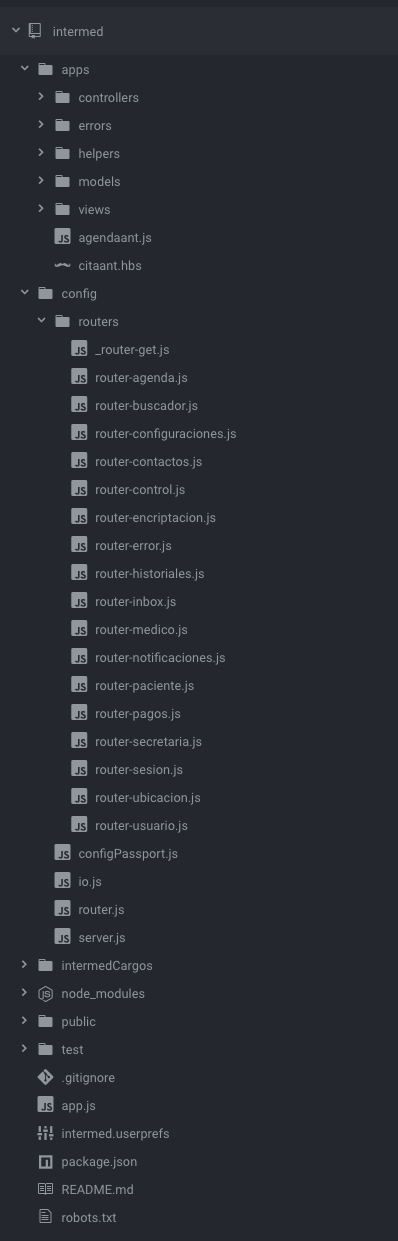 intermed
apps
controllers
errors
helpers
models
views
JS agendaant.js
citaant.hbs
config
routers
JS _router-get.js
JS router-agenda.js
JS router-buscador.js
JS router-configuraciones.js
JS router-contactos.js
JS router-control.js
JS router-encriptacion.js
JS router-error.js
JS router-historiales.js
JS router-inbox.js
JS router-medico.js
JS router-notificaciones.js
JS router-paciente.js
JS router-pagos.js
JS router-secretaria.js
JS router-sesion.js
JS router-ubicacion.js
JS router-usuario.js
JS configPassport.js
JS io.js
JS router.js
JS server.js
intermedCargos
JS node_modules
public
test
.gitignore
JS app.js
intermed.userprefs
package.json
README.md
robots.txt